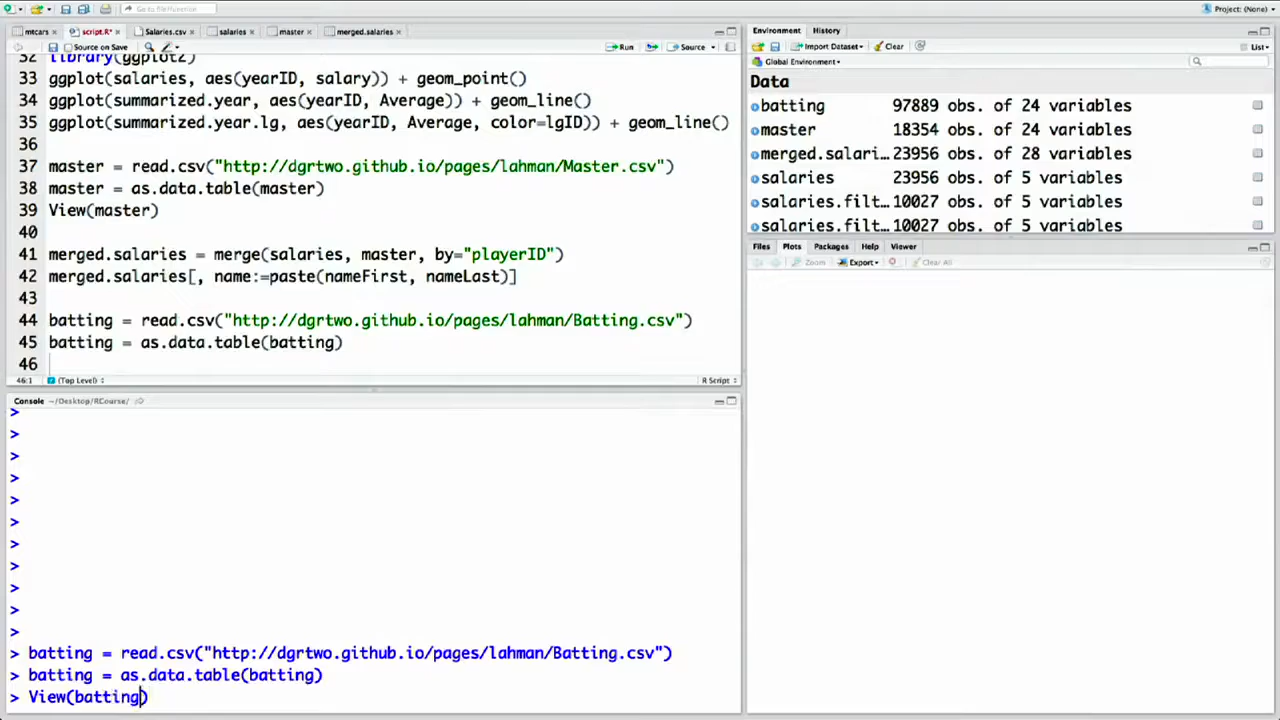 Go to file/function
Project: (None)
mtcars
script.R*
Salaries.csv
salaries
master
merged.salaries
Source on Save
Run
Source
32 library(ggplot2)
33 ggplot(salaries, aes(yearID, salary)) + geom_point()
34 ggplot(summarized.year, aes(yearID, Average)) + geom_line()
35 ggplot(summarized.year.lg, aes(yearID, Average, color=lgID)) + geom_line()
36
37 master = read.csv("http://dgrtwo.github.io/pages/lahman/Master.csv")
38 master = as.data.table(master)
39 View(master)
40
41 merged.salaries = merge(salaries, master, by="playerID")
42 merged.salaries[, name:=paste(nameFirst, nameLast)]
43
44 batting = read.csv("http://dgrtwo.github.io/pages/lahman/Batting.csv")
45 batting = as.data.table(batting)
46
46:1 (Top Level)
R Script
Console ~/Desktop/RCourse/
>
>
>
>
>
>
>
>
>
>
>
> batting = read.csv("http://dgrtwo.github.io/pages/lahman/Batting.csv")
> batting = as.data.table(batting)
> View(batting)
Environment History
Import Dataset Clear
List
Global Environment
Data
batting 97889 obs. of 24 variables
master 18354 obs. of 24 variables
merged.salari… 23956 obs. of 28 variables
salaries 23956 obs. of 5 variables
salaries.filt… 10027 obs. of 5 variables
salaries.filt… 10027 obs. of 5 variables
Files Plots Packages Help Viewer
Zoom Export Clear All